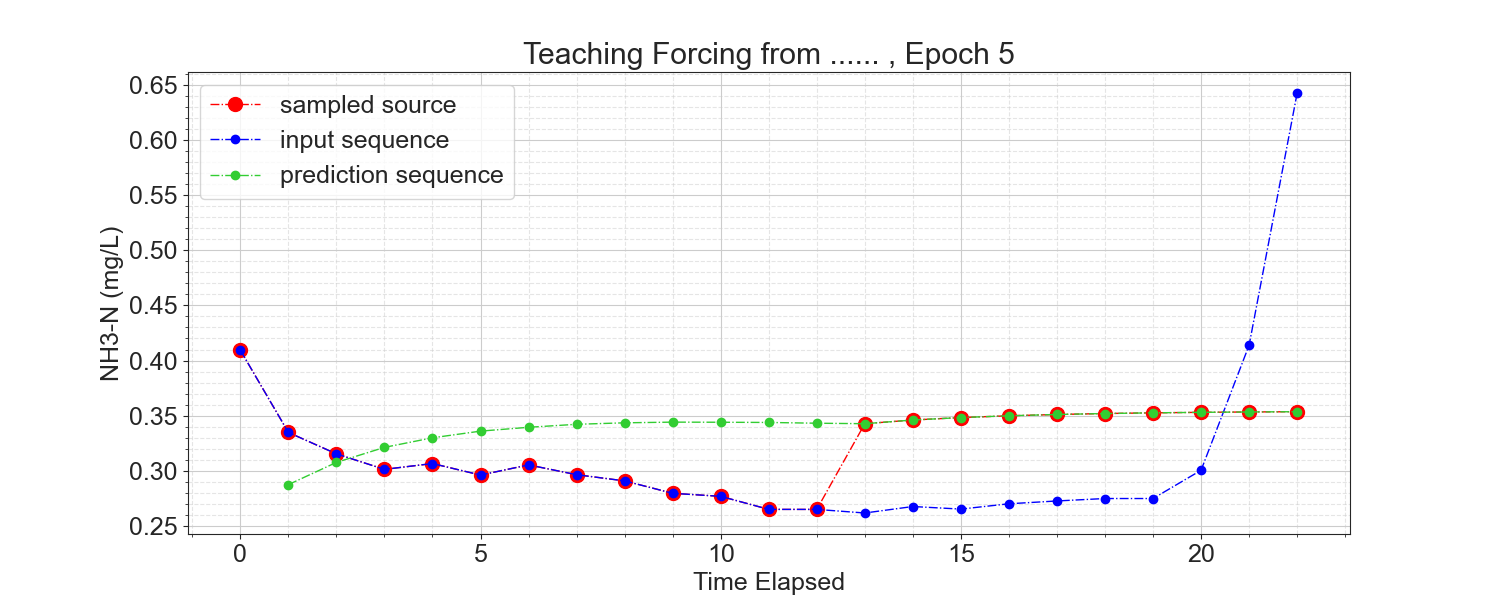 Teaching Forcing from ...... , Epoch 5
sampled source
input sequence
prediction sequence
NH3-N (mg/L)
0.65
0.60
0.55
0.50
0.45
0.40
0.35
0.30
0.25
0 5 10 15 20
Time Elapsed